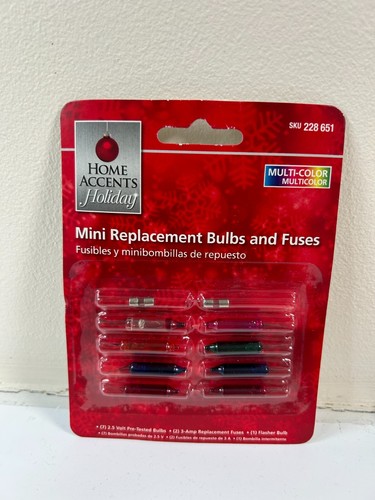 SKU 228 651
HOME
ACCENTS
Holiday
MULTI-COLOR
MULTICOLOR
Mini Replacement Bulbs and Fuses
Fusibles y minibombillas de repuesto
• (7) 2.5 Volt Pre-Tested Bulbs • (2) 3-Amp Replacement Fuses • (1) Flasher Bulb
• (7) Bombillas probadas de 2.5 V • (2) Fusibles de repuesto de 3 A • (1) Bombilla intermitente